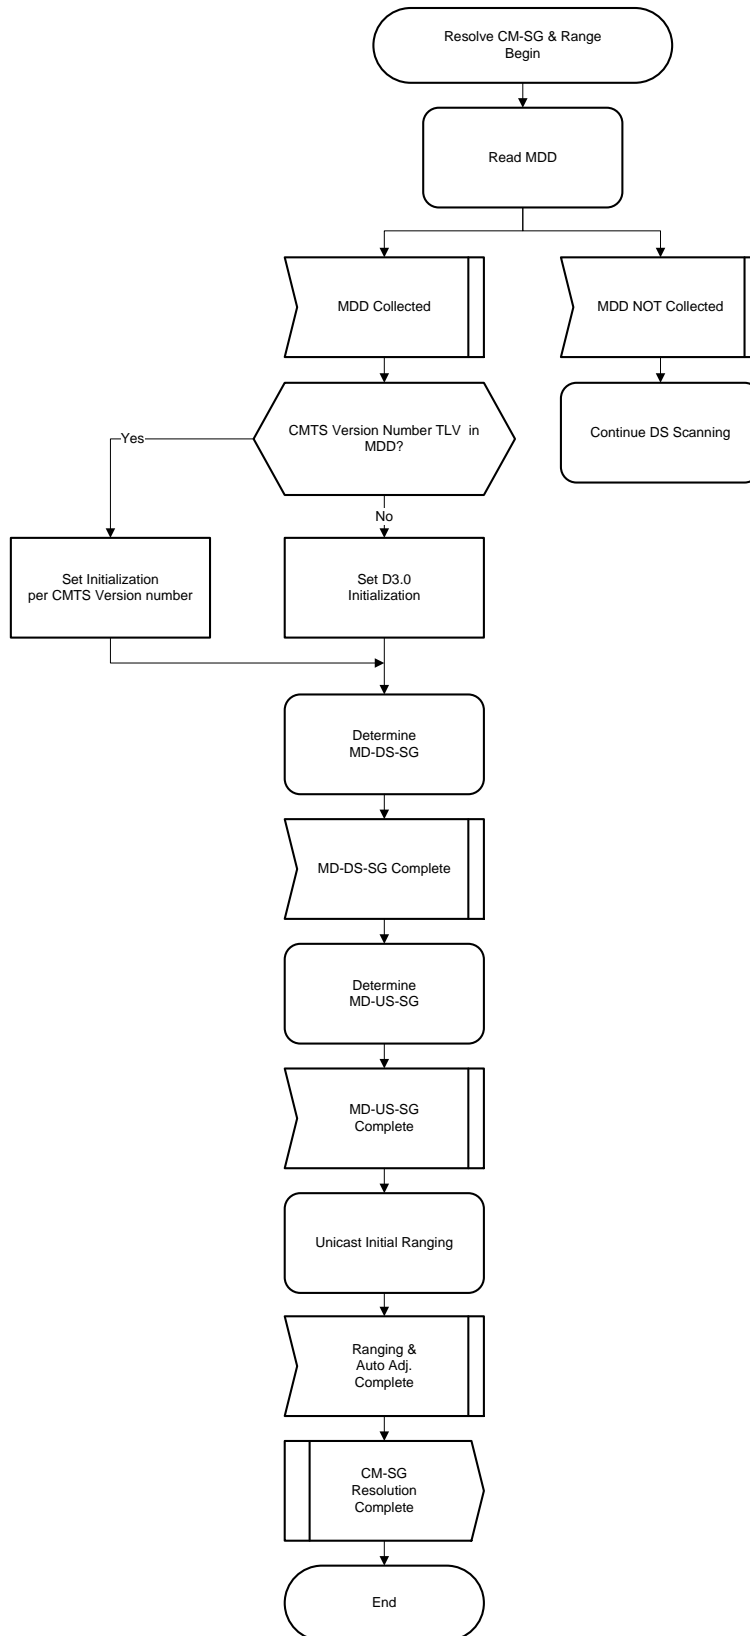 Resolve CM-SG & Range
Begin
Read MDD
MDD Collected
MDD NOT Collected
CMTS Version Number TLV in
MDD?
Continue DS Scanning
Yes
No
Set Initialization
per CMTS Version number
Set D3.0
Initialization
Determine
MD-DS-SG
MD-DS-SG Complete
Determine
MD-US-SG
MD-US-SG
Complete
Unicast Initial Ranging
Ranging &
Auto Adj.
Complete
CM-SG
Resolution
Complete
End